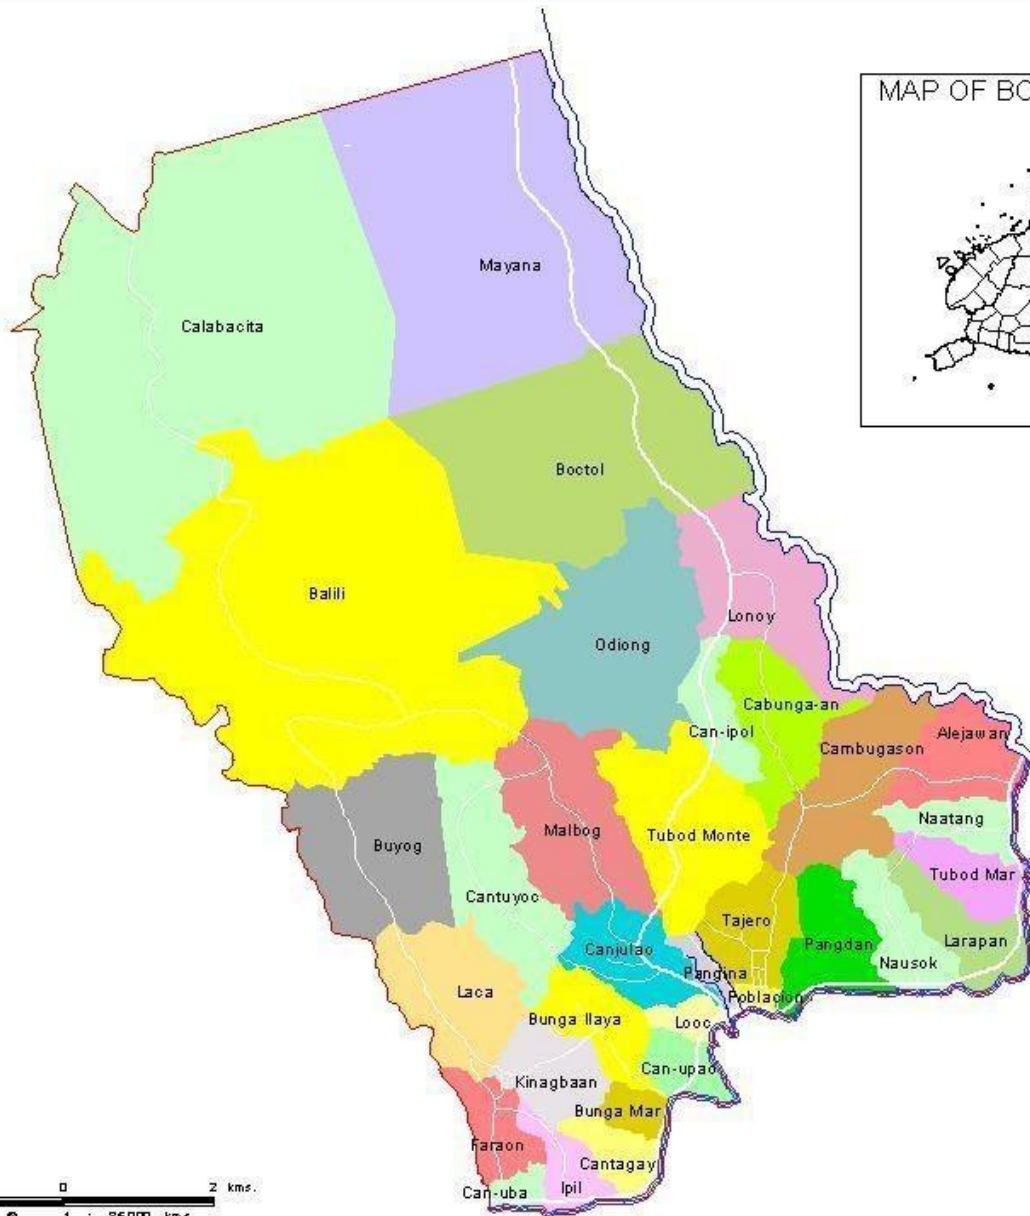 MAP OF BO
Mayana
Calabacita
Boctol
Balili
Lonoy
Odiong
Cabunga-an
Can-ipol
Alejawan
Cambugason
Naatang
Malbog
Tubod Monte
Buyog
Tubod Mar
Cantuyoc
Tajero
Larapan
Pangdan
Canjulao
Nausok
Pangina
Laca
Poblacion
Bunga Ilaya
Looc
Can-upao
Kinagbaan
Bunga Mar
Faraon
Cantagay
Ipil
Can-uba
0 2 kms.